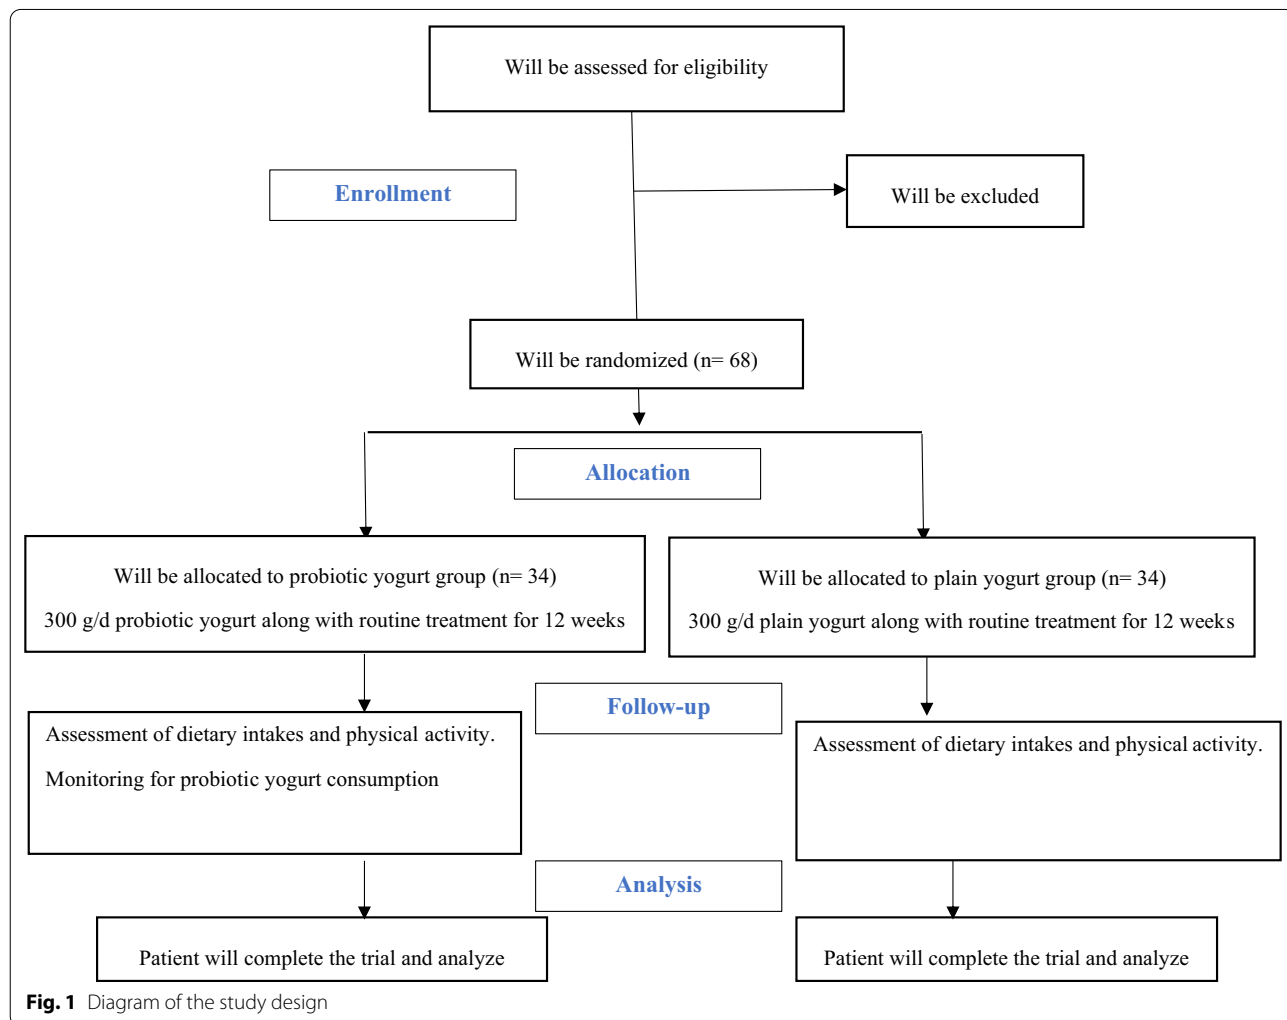 Will be assessed for eligibility
Enrollment
Will be excluded
Will be randomized (n= 68)
Allocation
Will be allocated to probiotic yogurt group (n= 34)
300 g/d probiotic yogurt along with routine treatment for 12 weeks
Will be allocated to plain yogurt group (n= 34)
300 g/d plain yogurt along with routine treatment for 12 weeks
Follow-up
Assessment of dietary intakes and physical activity.
Monitoring for probiotic yogurt consumption
Assessment of dietary intakes and physical activity.
Analysis
Patient will complete the trial and analyze
Patient will complete the trial and analyze
Fig. 1 Diagram of the study design